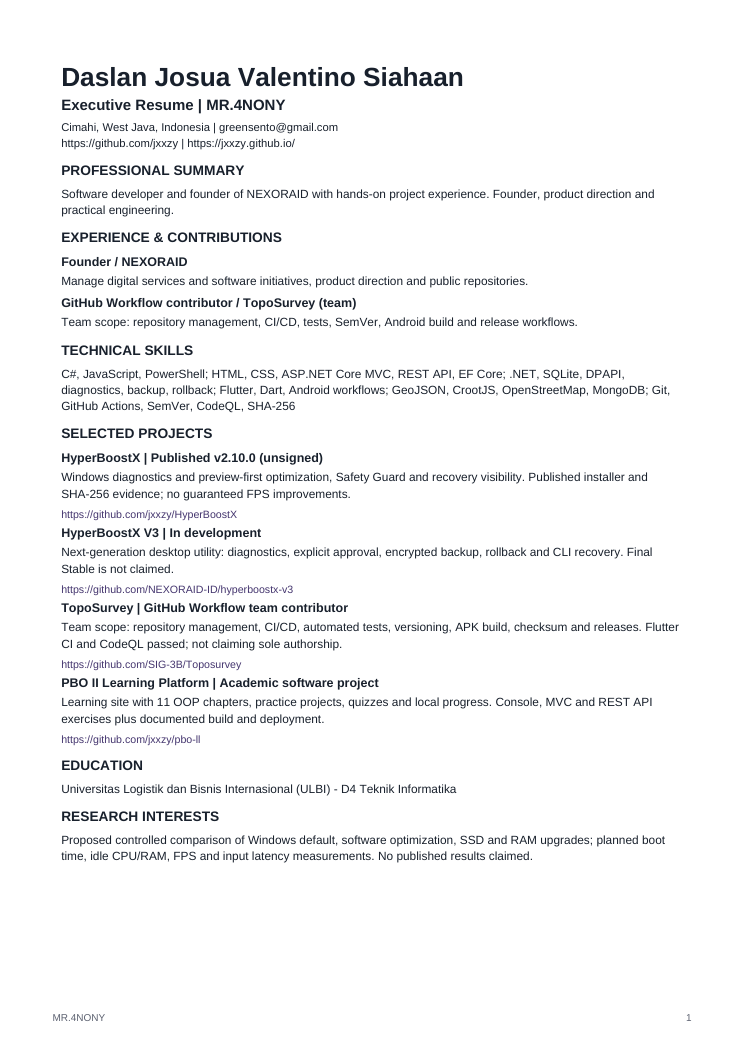 Daslan Josua Valentino Siahaan
Executive Resume | MR.4NONY
Cimahi, West Java, Indonesia | greensento@gmail.com
https://github.com/jxxzy | https://jxxzy.github.io/
PROFESSIONAL SUMMARY
Software developer and founder of NEXORAID with hands-on project experience. Founder, product direction and
practical engineering.
EXPERIENCE & CONTRIBUTIONS
Founder / NEXORAID
Manage digital services and software initiatives, product direction and public repositories.
GitHub Workflow contributor / TopoSurvey (team)
Team scope: repository management, CI/CD, tests, SemVer, Android build and release workflows.
TECHNICAL SKILLS
C#, JavaScript, PowerShell; HTML, CSS, ASP.NET Core MVC, REST API, EF Core; .NET, SQLite, DPAPI,
diagnostics, backup, rollback; Flutter, Dart, Android workflows; GeoJSON, CrootJS, OpenStreetMap, MongoDB; Git,
GitHub Actions, SemVer, CodeQL, SHA-256
SELECTED PROJECTS
HyperBoostX | Published v2.10.0 (unsigned)
Windows diagnostics and preview-first optimization, Safety Guard and recovery visibility. Published installer and
SHA-256 evidence; no guaranteed FPS improvements.
https://github.com/jxxzy/HyperBoostX
HyperBoostX V3 | In development
Next-generation desktop utility: diagnostics, explicit approval, encrypted backup, rollback and CLI recovery. Final
Stable is not claimed.
https://github.com/NEXORAID-ID/hyperboostx-v3
TopoSurvey | GitHub Workflow team contributor
Team scope: repository management, CI/CD, automated tests, versioning, APK build, checksum and releases. Flutter
CI and CodeQL passed; not claiming sole authorship.
https://github.com/SIG-3B/Toposurvey
PBO II Learning Platform | Academic software project
Learning site with 11 OOP chapters, practice projects, quizzes and local progress. Console, MVC and REST API
exercises plus documented build and deployment.
https://github.com/jxxzy/pbo-ll
EDUCATION
Universitas Logistik dan Bisnis Internasional (ULBI) - D4 Teknik Informatika
RESEARCH INTERESTS
Proposed controlled comparison of Windows default, software optimization, SSD and RAM upgrades; planned boot
time, idle CPU/RAM, FPS and input latency measurements. No published results claimed.
MR.4NONY
1